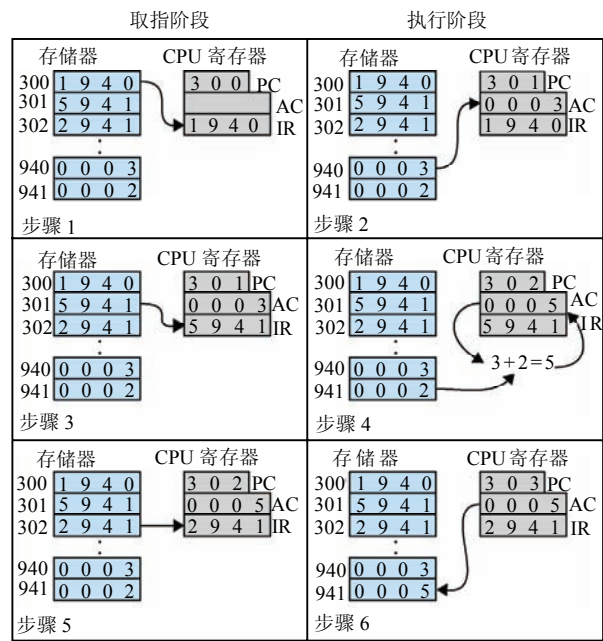 取指阶段 执行阶段
存储器 CPU 寄存器
300 1 9 4 0 3 0 0 PC
301 5 9 4 1 AC
302 2 9 4 1 1 9 4 0 IR
940 0 0 0 3
941 0 0 0 2
步骤 1
存储器 CPU 寄存器
300 1 9 4 0 3 0 1 PC
301 5 9 4 1 0 0 0 3 AC
302 2 9 4 1 1 9 4 0 IR
940 0 0 0 3
941 0 0 0 2
步骤 2
存储器 CPU 寄存器
300 1 9 4 0 3 0 1 PC
301 5 9 4 1 0 0 0 3 AC
302 2 9 4 1 5 9 4 1 IR
940 0 0 0 3
941 0 0 0 2
步骤 3
存储器 CPU 寄存器
300 1 9 4 0 3 0 2 PC
301 5 9 4 1 0 0 0 5 AC
302 2 9 4 1 5 9 4 1 IR
3+2=5
940 0 0 0 3
941 0 0 0 2
步骤 4
存储器 CPU 寄存器
300 1 9 4 0 3 0 2 PC
301 5 9 4 1 0 0 0 5 AC
302 2 9 4 1 2 9 4 1 IR
940 0 0 0 3
941 0 0 0 2
步骤 5
存储器 CPU 寄存器
300 1 9 4 0 3 0 3 PC
301 5 9 4 1 0 0 0 5 AC
302 2 9 4 1 2 9 4 1 IR
940 0 0 0 3
941 0 0 0 5
步骤 6